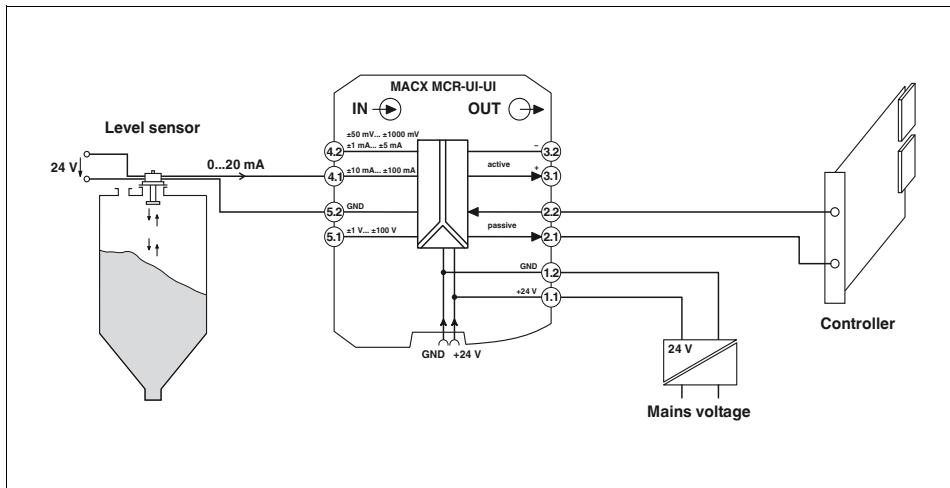 MACX MCR-UI-UI
IN
OUT
Level sensor
24 V
0...20 mA
±50 mV... ±1000 mV
±1 mA... ±5 mA
4.2
±10 mA... ±100 mA
4.1
GND
5.2
±1 V... ±100 V
5.1
–
3.2
active
+
3.1
2.2
passive
2.1
GND
1.2
+24 V
1.1
GND
+24 V
24 V
Mains voltage
Controller